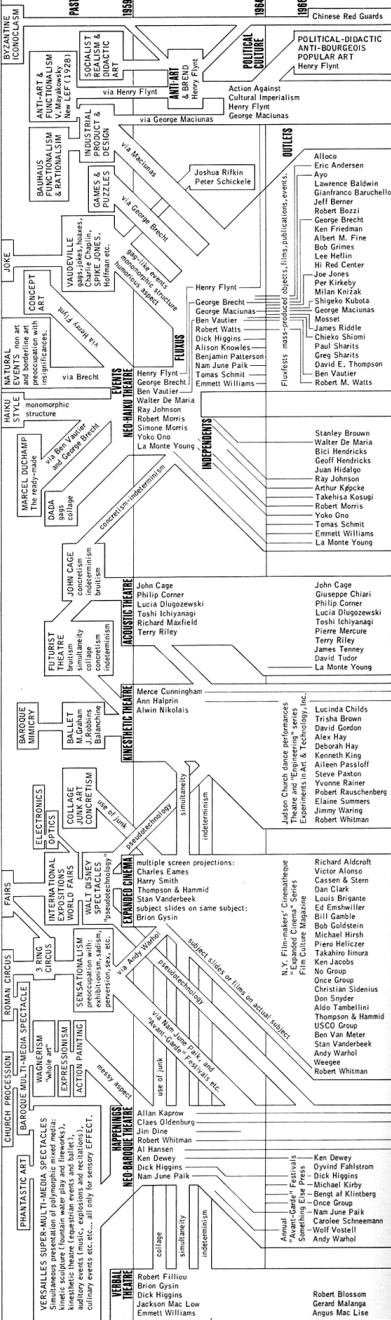 PAST
1959
1964
1966
BYZANTINE
ICONOCLASM
SOCIALIST
REALISM &
DIDACTIC
ART
ANTI-ART &
FUNCTIONALISM
V. Mayakowsky
New LEF (1928)
via Henry Flynt
ANTI-ART
& BREND
Henry Flynt
POLITICAL
CULTURE
Chinese Red Guards
POLITICAL-DIDACTIC
ANTI-BOURGEOIS
POPULAR ART
Henry Flynt
Action Against
Cultural Imperialism
Henry Flynt
George Maciunas
via George Maciunas
BAUHAUS
FUNCTIONALISM
& RATIONALSIM
INDUSTRIAL
PRODUCT &
DESIGN
GAMES &
PUZZLES
via Maciunas
via George Brecht
Joshua Rifkin
Peter Schickele
JOKE
VAUDEVILLE
gags, jokes, hoaxes,
Charlie Chaplin,
SPIKE JONES,
Hoffman etc.
gag-like events
monomorphic structure
humorous aspect
CONCEPT
ART
via Henry Flynt
NATURAL
EVENTS non art
and borderline art
preoccupation with
insignificances.
via Brecht
HAIKU
STYLE
monomorphic
structure
EVENTS
NEO-HAIKU THEATRE
Henry Flynt
George Brecht
Ben Vautier
Walter De Maria
Ray Johnson
Robert Morris
Simone Morris
Yoko Ono
La Monte Young
FLUXUS
Henry Flynt
George Brecht
George Maciunas
Ben Vautier
Robert Watts
Dick Higgins
Alison Knowles
Benjamin Patterson
Nam June Paik
Tomas Schmit
Emmett Williams
OUTLETS
Fluxfests mass-produced objects, films, publications, events.
Alloco
Eric Andersen
Ayo
Lawrence Baldwin
Gianfranco Baruchello
Jeff Berner
Robert Bozzi
George Brecht
Ken Friedman
Albert M. Fine
Bob Grimes
Lee Heflin
Hi Red Center
Joe Jones
Per Kirkeby
Milan Knizak
Shigeko Kubota
George Maciunas
Mosset
James Riddle
Chieko Shiomi
Paul Sharits
Greg Sharits
David E. Thompson
Ben Vautier
Robert M. Watts
MARCEL DUCHAMP
The ready-made
DADA
gags
collage
via Ben Vautier
and George Brecht
INDEPENDENTS
Stanley Brouwn
Walter De Maria
Bici Hendricks
Geoff Hendricks
Juan Hidalgo
Ray Johnson
Arthur Køpcke
Takehisa Kosugi
Robert Morris
Yoko Ono
Tomas Schmit
Emmett Williams
La Monte Young
concretism-indeterminism
JOHN CAGE
concretism
indeterminism
bruitism
FUTURIST
THEATRE
bruitism
simultaneity
collage
concretism
indeterminism
ACOUSTIC THEATRE
John Cage
Philip Corner
Lucia Dlugozewski
Toshi Ichiyanagi
Richard Maxfield
Terry Riley
John Cage
Giuseppe Chiari
Philip Corner
Lucia Dlugozewski
Toshi Ichiyanagi
Pierre Mercure
Terry Riley
James Tenney
David Tudor
La Monte Young
BAROQUE
MIMICRY
BALLET
M. Graham
J. Robbins
Balanchine
KINESTHETIC THEATRE
Merce Cunningham
Ann Halprin
Alwin Nikolais
Judson Church dance performances
Theatre and "Engineering" series
Experiments in Art & Technology, Inc.
Lucinda Childs
Trisha Brown
David Gordon
Alex Hay
Deborah Hay
Kenneth King
Aileen Passloff
Steve Paxton
Yvonne Rainer
Robert Rauschenberg
Elaine Summers
Jimmy Waring
Robert Whitman
ELECTRONICS
OPTICS
COLLAGE
JUNK ART
CONCRETISM
use of junk
pseudotechnology
simultaneity
indeterminism
FAIRS
INTERNATIONAL
EXPOSITIONS
WORLD FAIRS
WALT DISNEY
SPECTACLES
"pseudotechnology"
EXPANDED CINEMA
multiple screen projections:
Charles Eames
Harry Smith
Thompson & Hammid
Stan Vanderbeek
subject slides on same subject:
Brion Gysin
N.Y. Film-makers' Cinematheque
"Expanded Cinema" Series
Film Culture Magazine
Richard Aldcroft
Victor Alonso
Cassen & Stern
Dan Clark
Louis Brigante
Ed Emshwiller
Bill Gamble
Bob Goldstein
Michael Hirsh
Piero Heliczer
Takahiro Iimura
Ken Jacobs
No Group
Once Group
Christian Sidenius
Don Snyder
Aldo Tambellini
Thompson & Hammid
USCO Group
Ben Van Meter
Stan Vanderbeek
Andy Warhol
Weegee
Robert Whitman
ROMAN CIRCUS
3 RING
CIRCUS
SENSATIONALISM
preoccupation with:
exhibitionism, sadism,
perversion, sex, etc.
via Andy Warhol
subject slides or films on actual subject
pseudotechnology
via Nam June Paik, and
"Avant-Garde" Festivals etc.
CHURCH PROCESSION
BAROQUE MULTI-MEDIA SPECTACLE
WAGNERISM
"whole art"
EXPRESSIONISM
ACTION PAINTING
messy aspect
use of junk
PHANTASTIC ART
VERSAILLES SUPER-MULTI-MEDIA SPECTACLES
Simultaneous presentation of polymorphic mixed media:
kinetic sculpture (fountain water play and fireworks),
kinesthetic theatre (equestrian events and ballet),
auditory events (music, explosions and recitations),
culinary events etc. etc... all only for sensory EFFECT.
HAPPENINGS
NEO-BAROQUE THEATRE
Allan Kaprow
Claes Oldenburg
Jim Dine
Robert Whitman
Al Hansen
Ken Dewey
Dick Higgins
Nam June Paik
Annual
"Avant-Garde" Festivals
Something Else Press
Ken Dewey
Oyvind Fahlstrom
Dick Higgins
Michael Kirby
Bengt af Klintberg
Once Group
Nam June Paik
Carolee Schneemann
Wolf Vostell
Andy Warhol
collage
simultaneity
indeterminism
VERBAL
THEATRE
Robert Filliou
Brion Gysin
Dick Higgins
Jackson Mac Low
Emmett Williams
Robert Blossom
Gerard Malanga
Angus Mac Lise